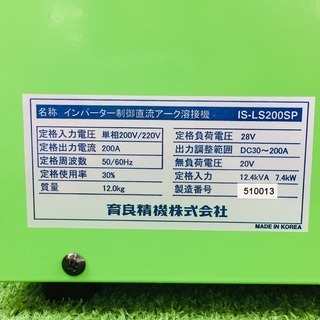 名称 インバーター制御直流アーク溶接機 IS-LS200SP
定格入力電圧 単相200V/220V 定格負荷電圧 28V
定格出力電流 200A 出力調整範囲 DC30～200A
定格周波数 50/60Hz 無負荷電圧 20V
定格使用率 30% 定格入力 12.4kVA 7.4kW
質量 12.0kg 製造番号 510013
育良精機株式会社
MADE IN KOREA